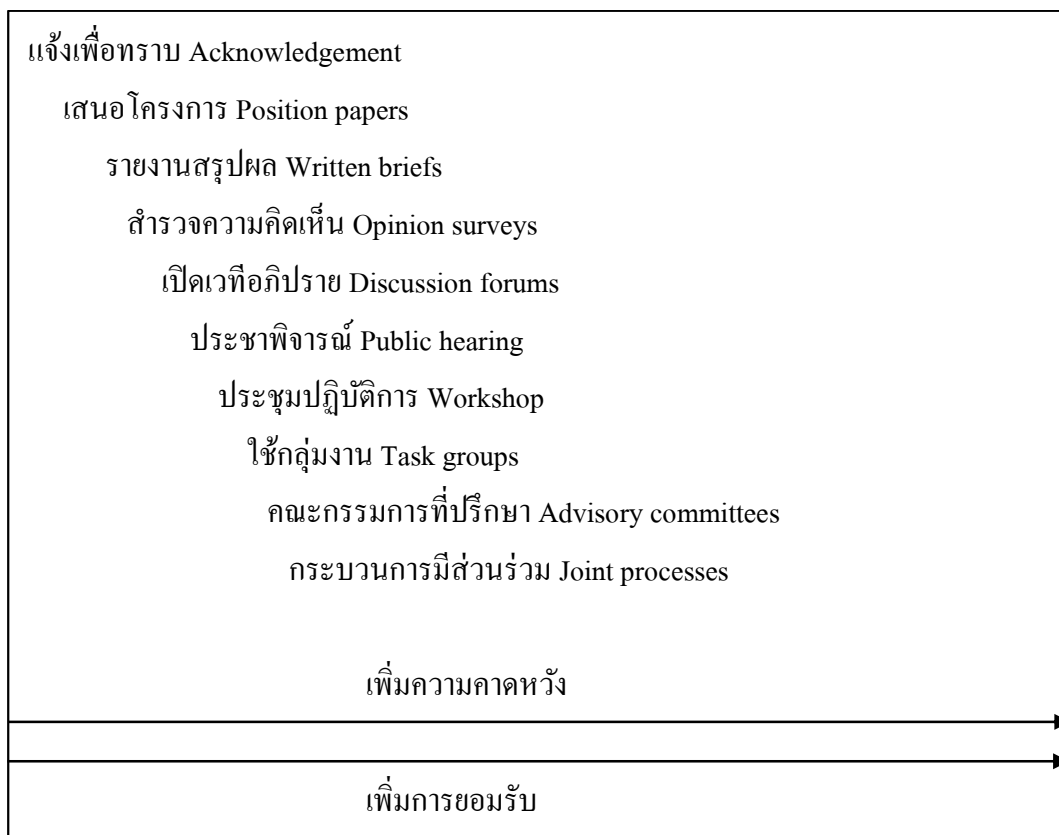 แจ้งเพื่อทราบ Acknowledgement
เสนอโครงการ Position papers
รายงานสรุปผล Written briefs
สำรวจความคิดเห็น Opinion surveys
เปิดเวทีอภิปราย Discussion forums
ประชาพิจารณ์ Public hearing
ประชุมปฏิบัติการ Workshop
ใช้กลุ่มงาน Task groups
คณะกรรมการที่ปรึกษา Advisory committees
กระบวนการมีส่วนร่วม Joint processes
เพิ่มความคาดหวัง
เพิ่มการยอมรับ